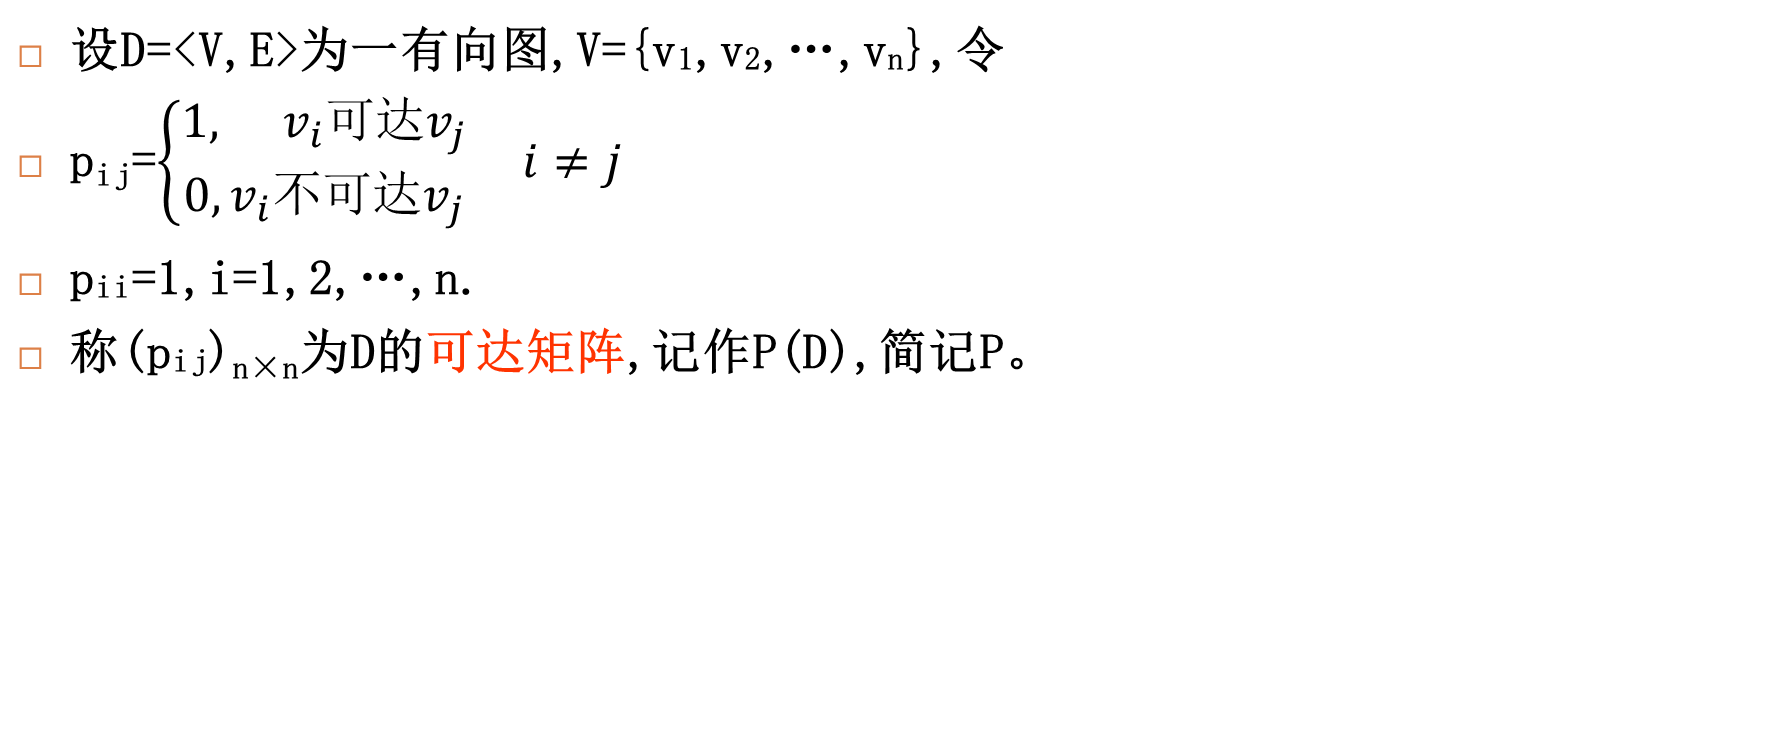 设D=<V,E>为一有向图,V={v₁,v₂,…,vₙ},令
pᵢⱼ={1, vᵢ可达vⱼ
0,vᵢ不可达vⱼ i≠j
pᵢᵢ=1,i=1,2,…,n.
称(pᵢⱼ)ₙ×ₙ为D的可达矩阵,记作P(D),简记P。